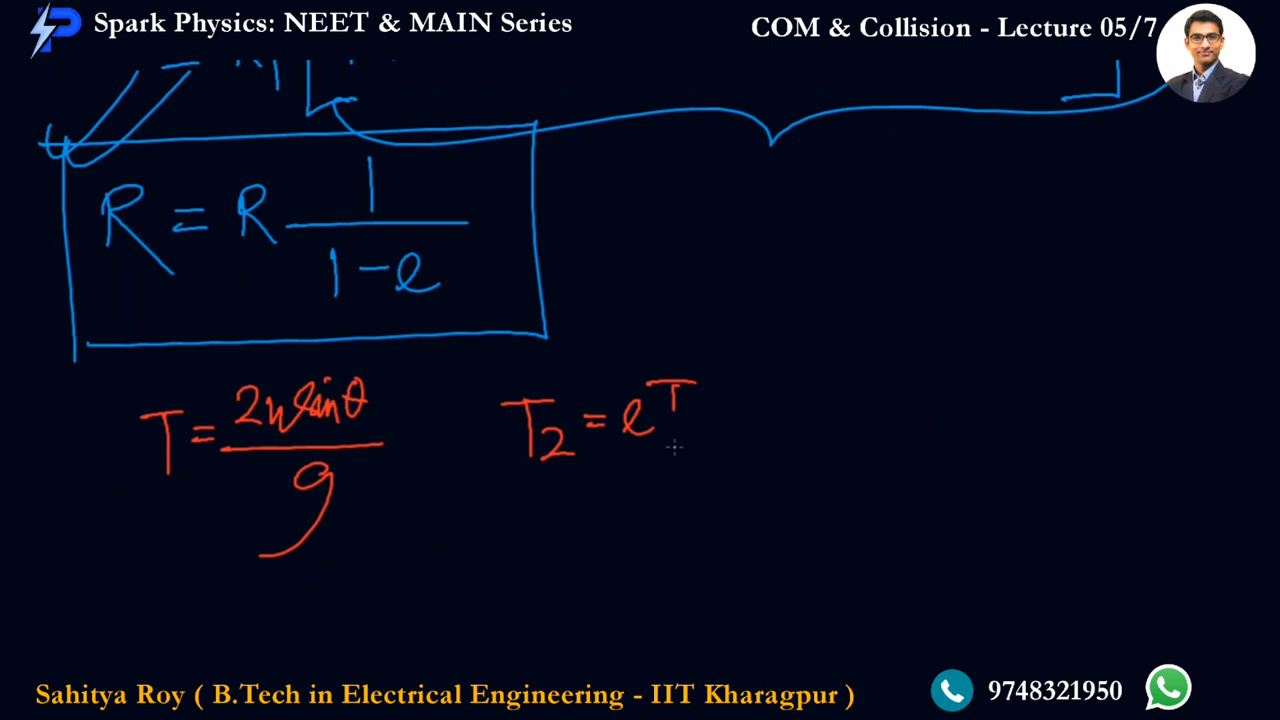 Spark Physics: NEET & MAIN Series
COM & Collision - Lecture 05/7
R = R 1/(1-e)
T = 2u sinθ/g
T2 = eT
Sahitya Roy ( B.Tech in Electrical Engineering - IIT Kharagpur )
9748321950